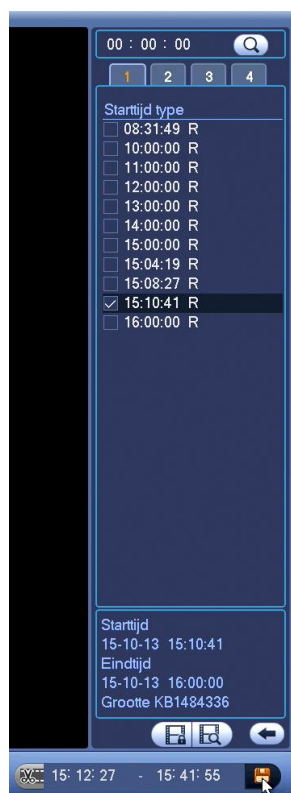 00 : 00 : 00
1 2 3 4
Starttijd type
08:31:49 R
10:00:00 R
11:00:00 R
12:00:00 R
13:00:00 R
14:00:00 R
15:00:00 R
15:04:19 R
15:08:27 R
15:10:41 R
16:00:00 R
Starttijd
15-10-13 15:10:41
Eindtijd
15-10-13 16:00:00
Grootte KB1484336
15: 12: 27 - 15: 41: 55